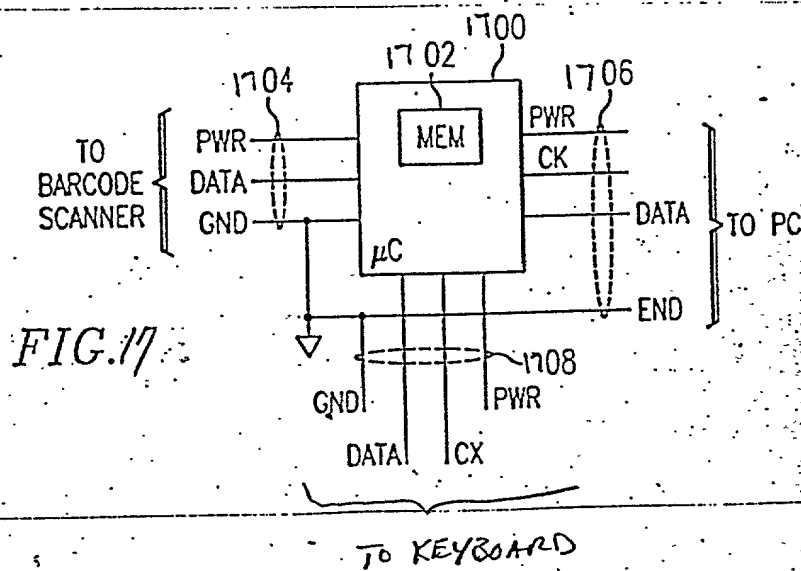 1700
1702
1704
1706
MEM
PWR
PWR
CK
TO
BARCODE
SCANNER
DATA
DATA
TO PC
GND
μC
END
FIG.17
1708
GND
PWR
DATA
CX
TO KEYBOARD